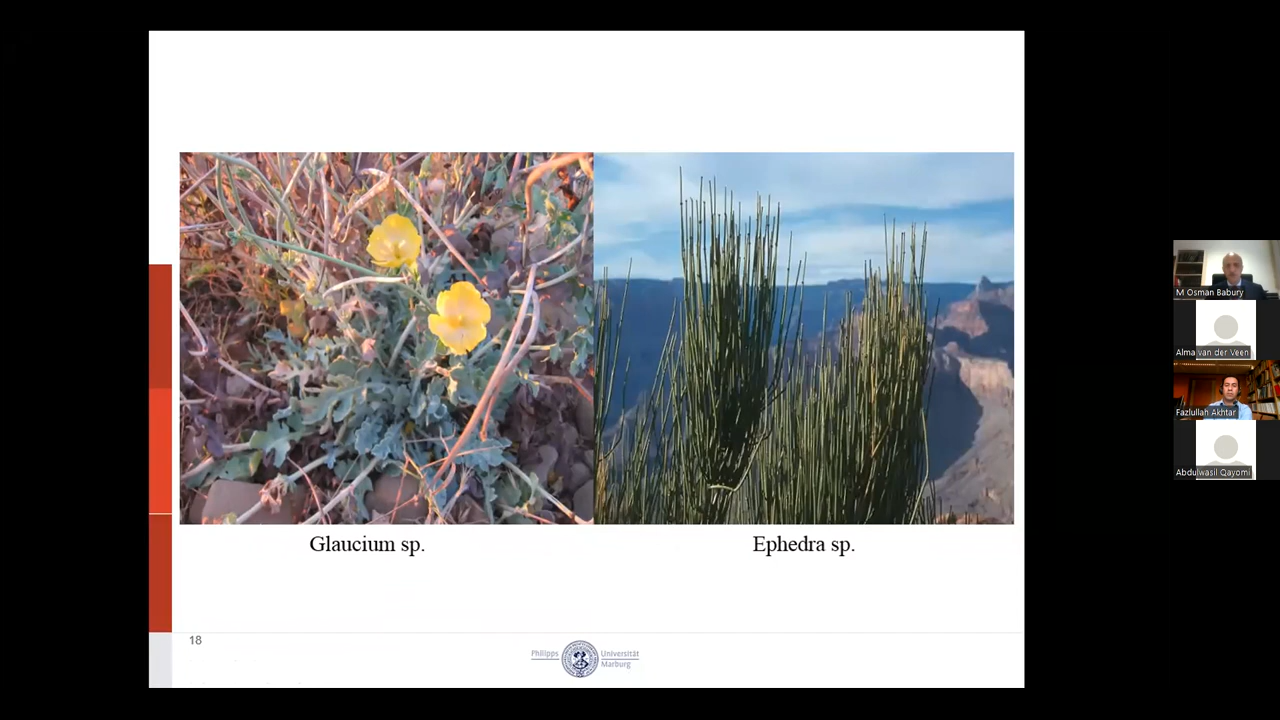 Glaucium sp.
Ephedra sp.
18
Philipps
Universität
Marburg
M Osman Babury
Alma van der Veen
Fazlullah Akhtar
Abdulwasil Qayomi